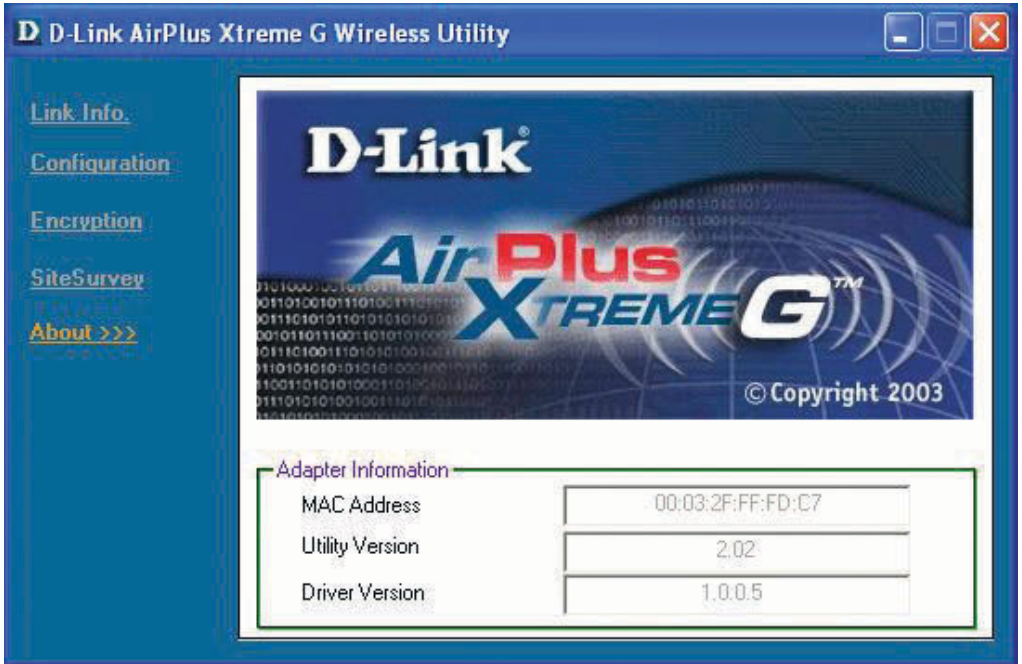 D D-Link AirPlus Xtreme G Wireless Utility
Link Info.
Configuration
Encryption
SiteSurvey
About >>>
D-Link®
AirPlus
XTREME G™
©Copyright 2003
Adapter Information
MAC Address 00:03:2F:FF:FD:C7
Utility Version 2.02
Driver Version 1.0.0.5